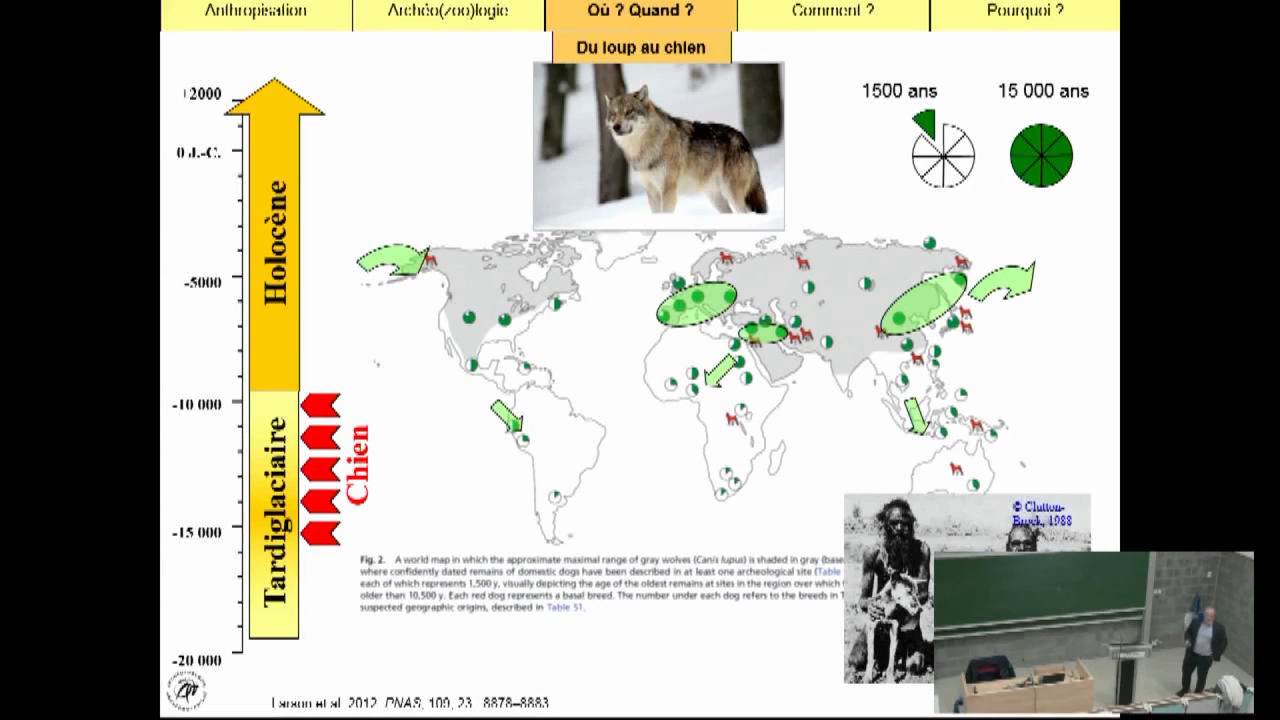 Anthropisation
Archéo(zoo)logie
Où ? Quand ?
Comment ?
Pourquoi ?
Du loup au chien
1500 ans
15 000 ans
2000
0 J.-C.
-5000
-10 000
-15 000
-20 000
Holocène
Tardiglaciaire
Chien
© Clutton-
Brock, 1988
Fig. 2. A world map in which the approximate maximal range of gray wolves (Canis lupus) is shaded in gray (base
where confidently dated remains of domestic dogs have been described in at least one archeological site (Table
each of which represents 1,500 y, visually depicting the age of the oldest remains at sites in the region over which
older than 10,500 y. Each red dog represents a basal breed. The number under each dog refers to the breeds in
suspected geographic origins, described in Table S1.
Larson et al. 2012. PNAS, 109, 23 8878–8883